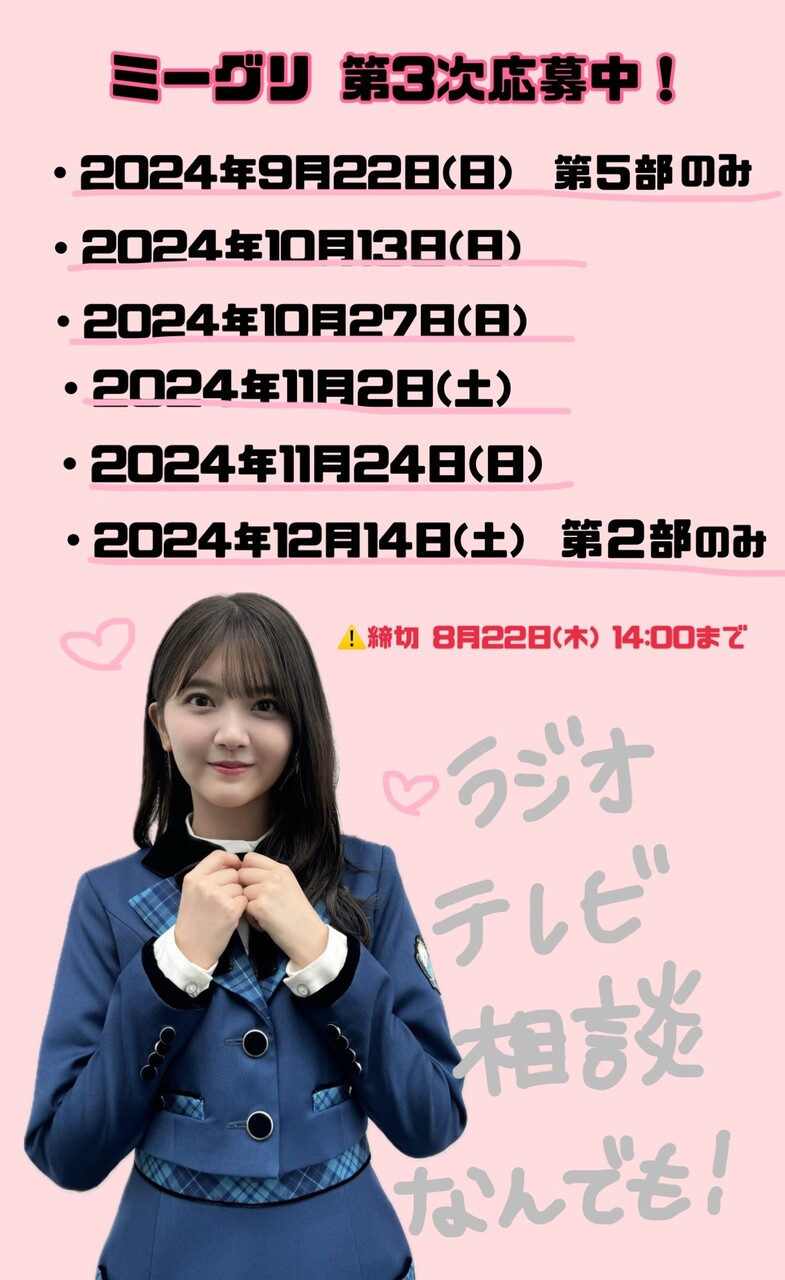 ミーグリ 第3次応募中！
・2024年9月22日(日) 第5部のみ
・2024年10月13日(日)
・2024年10月27日(日)
・2024年11月2日(土)
・2024年11月24日(日)
・2024年12月14日(土) 第2部のみ
⚠️締切 8月22日(木) 14:00まで
ラジオ
テレビ
相談
なんでも!